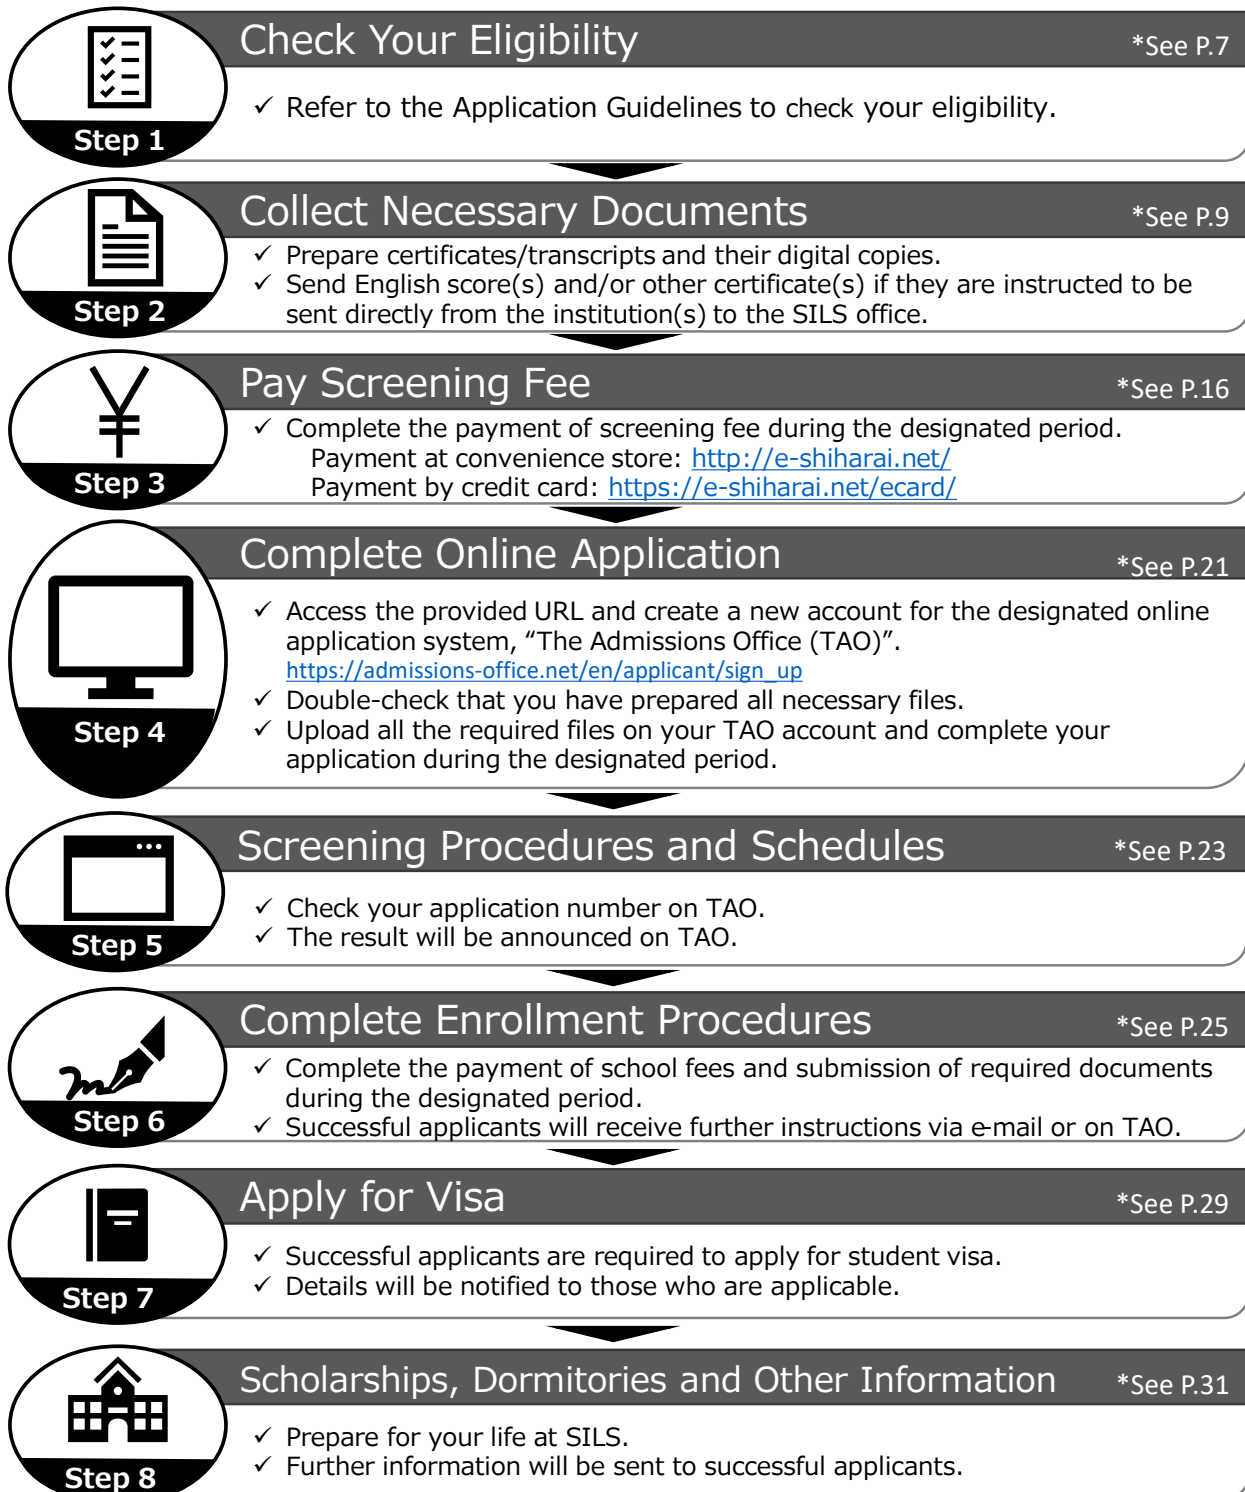 Check Your Eligibility *See P.7
✓ Refer to the Application Guidelines to check your eligibility.
Step 1
Collect Necessary Documents *See P.9
✓ Prepare certificates/transcripts and their digital copies.
✓ Send English score(s) and/or other certificate(s) if they are instructed to be
sent directly from the institution(s) to the SILS office.
Step 2
Pay Screening Fee *See P.16
✓ Complete the payment of screening fee during the designated period.
Payment at convenience store: http://e-shiharai.net/
Payment by credit card: https://e-shiharai.net/ecard/
Step 3
Complete Online Application *See P.21
✓ Access the provided URL and create a new account for the designated online
application system, “The Admissions Office (TAO)”.
https://admissions-office.net/en/applicant/sign_up
✓ Double-check that you have prepared all necessary files.
✓ Upload all the required files on your TAO account and complete your
application during the designated period.
Step 4
Screening Procedures and Schedules *See P.23
✓ Check your application number on TAO.
✓ The result will be announced on TAO.
Step 5
Complete Enrollment Procedures *See P.25
✓ Complete the payment of school fees and submission of required documents
during the designated period.
✓ Successful applicants will receive further instructions via e-mail or on TAO.
Step 6
Apply for Visa *See P.29
✓ Successful applicants are required to apply for student visa.
✓ Details will be notified to those who are applicable.
Step 7
Scholarships, Dormitories and Other Information *See P.31
✓ Prepare for your life at SILS.
✓ Further information will be sent to successful applicants.
Step 8